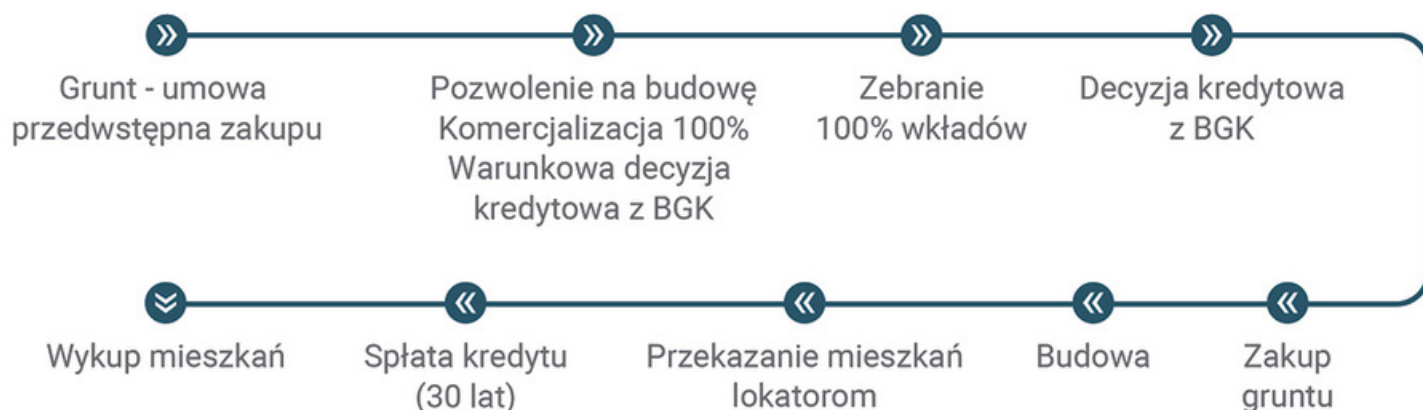 Grunt - umowa
przedwstępna zakupu
Pozwolenie na budowę
Komercjalizacja 100%
Warunkowa decyzja
kredytowa z BGK
Zebranie
100% wkładów
Decyzja kredytowa
z BGK
Zakup
gruntu
Budowa
Przekazanie mieszkań
lokatorom
Spłata kredytu
(30 lat)
Wykup mieszkań